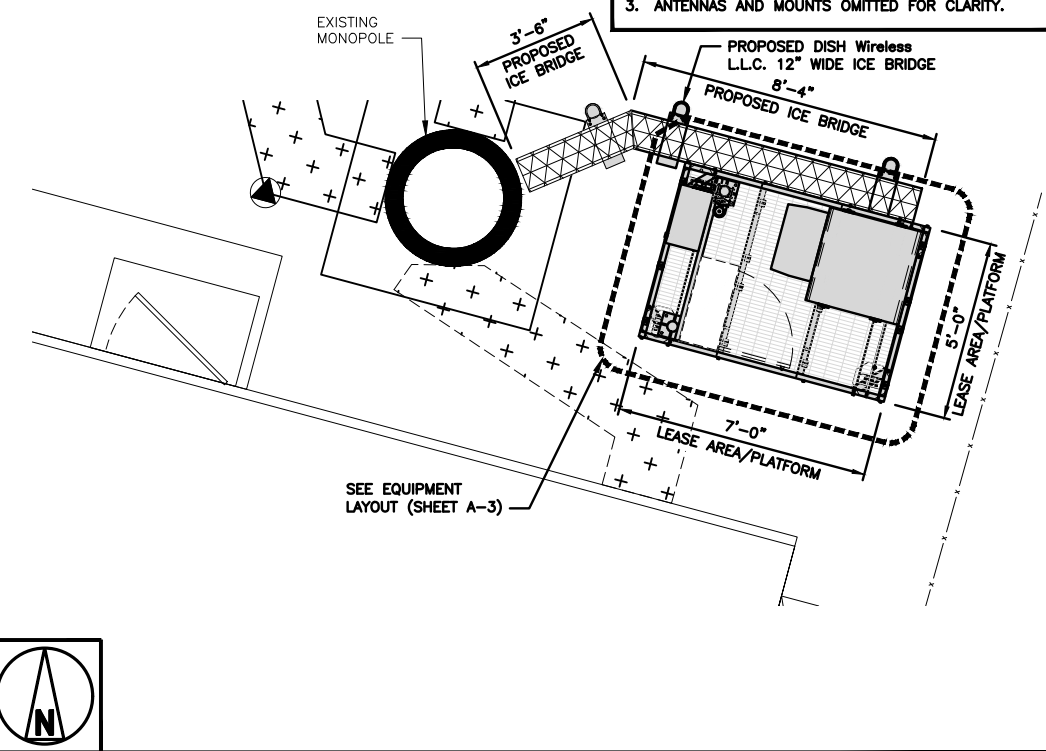 3. ANTENNAS AND MOUNTS OMITTED FOR CLARITY.
EXISTING
MONOPOLE
3'-6"
PROPOSED
ICE BRIDGE
PROPOSED DISH Wireless
L.L.C. 12" WIDE ICE BRIDGE
8'-4"
PROPOSED ICE BRIDGE
5'-0"
LEASE AREA/PLATFORM
7'-0"
LEASE AREA/PLATFORM
SEE EQUIPMENT
LAYOUT (SHEET A-3)
x
x
x
x
x
x
N